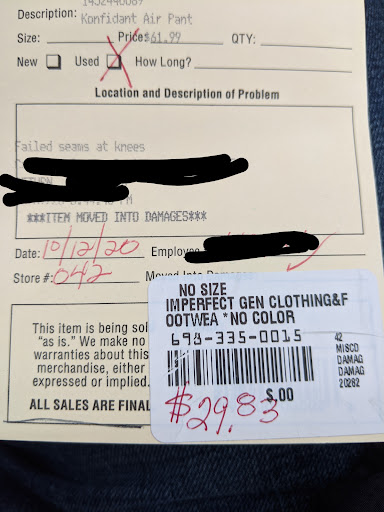 1452440089
Description: Konfidant Air Pant
Size: Price: $61.99 QTY:
New Used How Long?
Location and Description of Problem
Failed seams at knees
***ITEM MOVED INTO DAMAGES***
Date: 10/12/20 Employee
Store #: 042 Moved Into
This item is being sol
"as is." We make no
warranties about this
merchandise, either
expressed or implied.
ALL SALES ARE FINAL
NO SIZE
IMPERFECT GEN CLOTHING&F
OOTWEA *NO COLOR
698-335-0015
42
MISCD
DAMAG
DAMAG
20282
$.00
$29.83